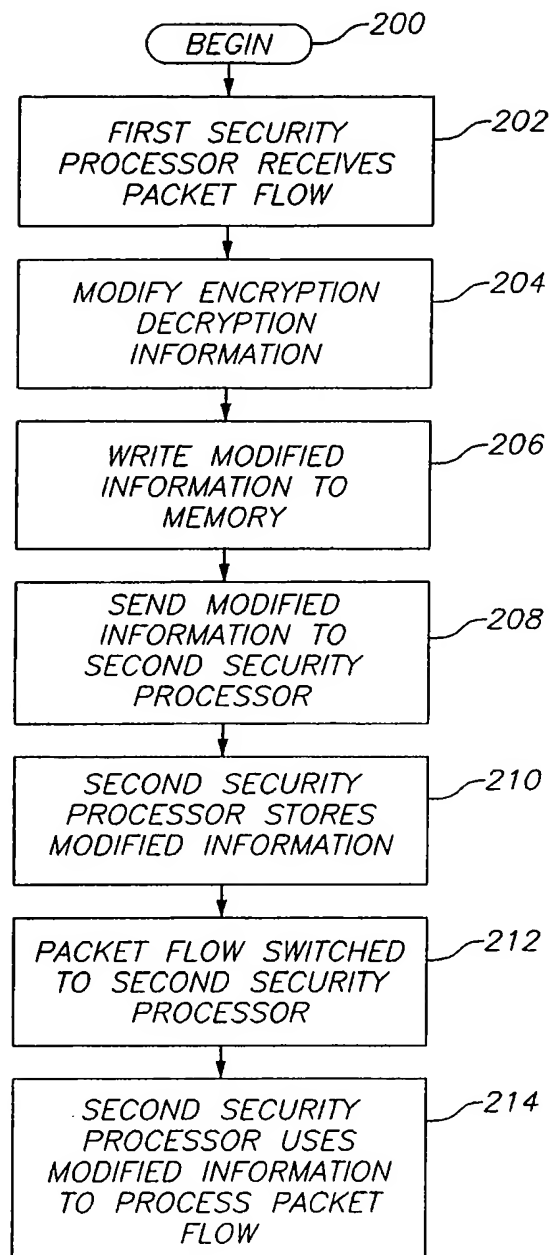 BEGIN
200
FIRST SECURITY
PROCESSOR RECEIVES
PACKET FLOW
202
MODIFY ENCRYPTION
DECRYPTION
INFORMATION
204
WRITE MODIFIED
INFORMATION TO
MEMORY
206
SEND MODIFIED
INFORMATION TO
SECOND SECURITY
PROCESSOR
208
SECOND SECURITY
PROCESSOR STORES
MODIFIED INFORMATION
210
PACKET FLOW SWITCHED
TO SECOND SECURITY
PROCESSOR
212
SECOND SECURITY
PROCESSOR USES
MODIFIED INFORMATION
TO PROCESS PACKET
FLOW
214